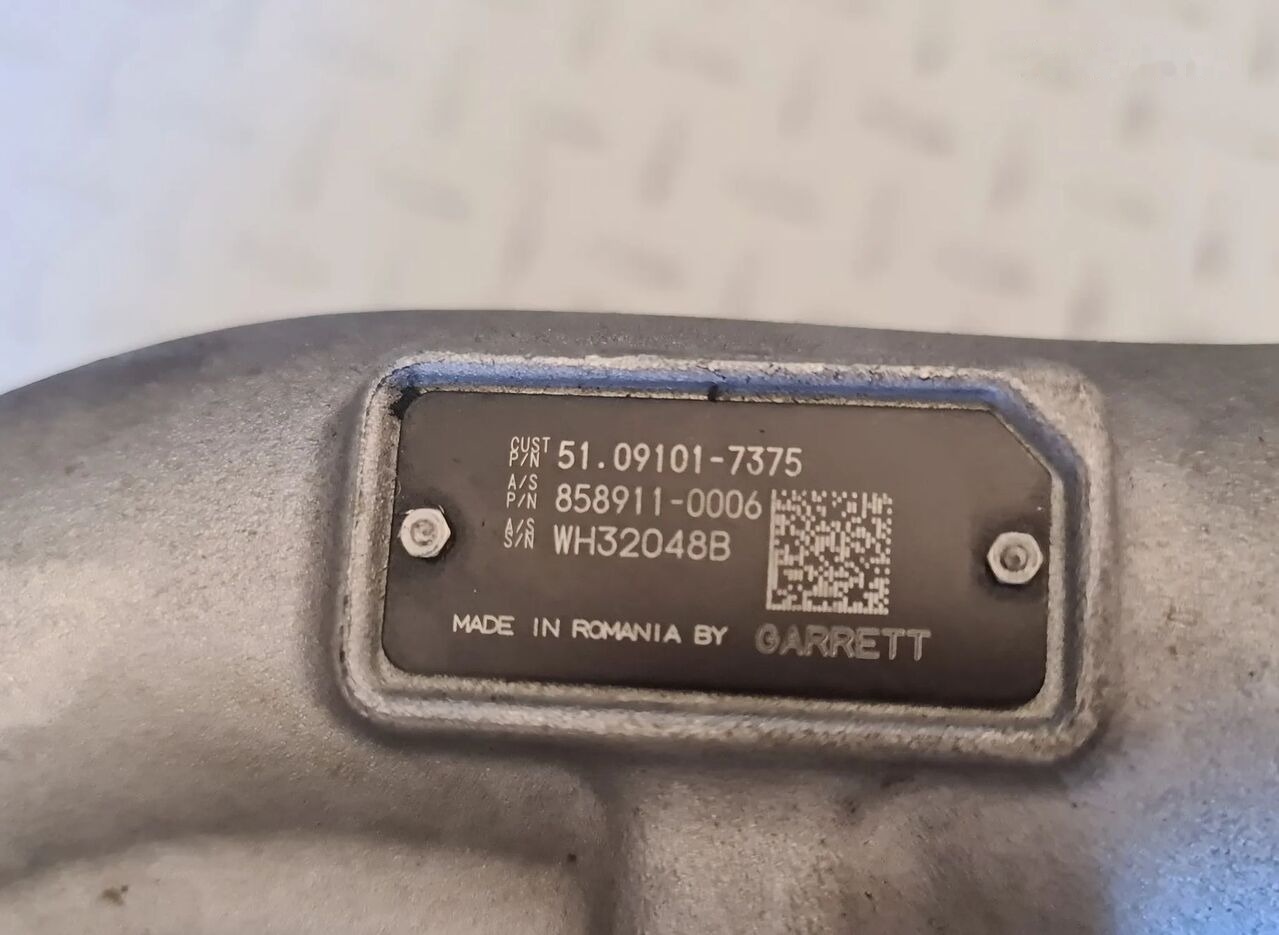 CUST P/N 51.09101-7375
A/S P/N 858911-0006
A/S S/N WH32048B
MADE IN ROMANIA BY GARRETT